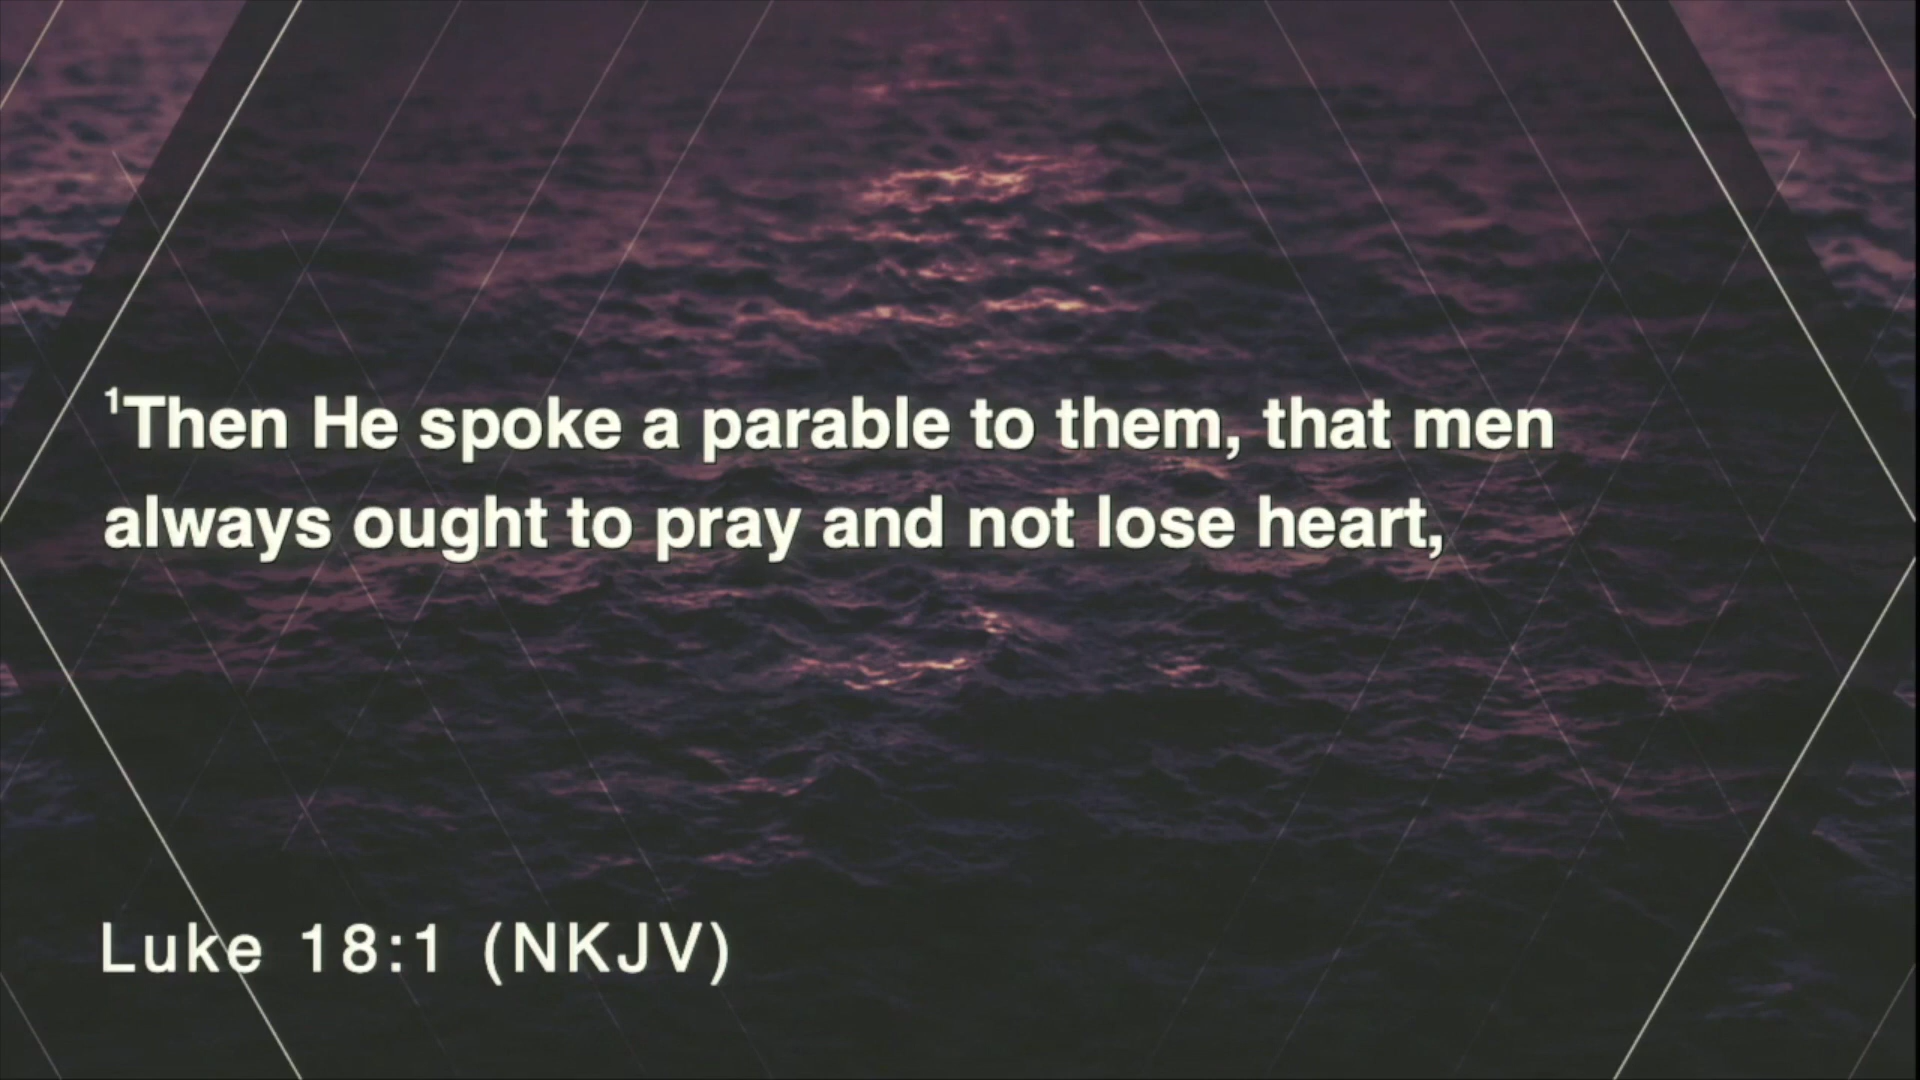 ¹Then He spoke a parable to them, that men
always ought to pray and not lose heart,
Luke 18:1 (NKJV)